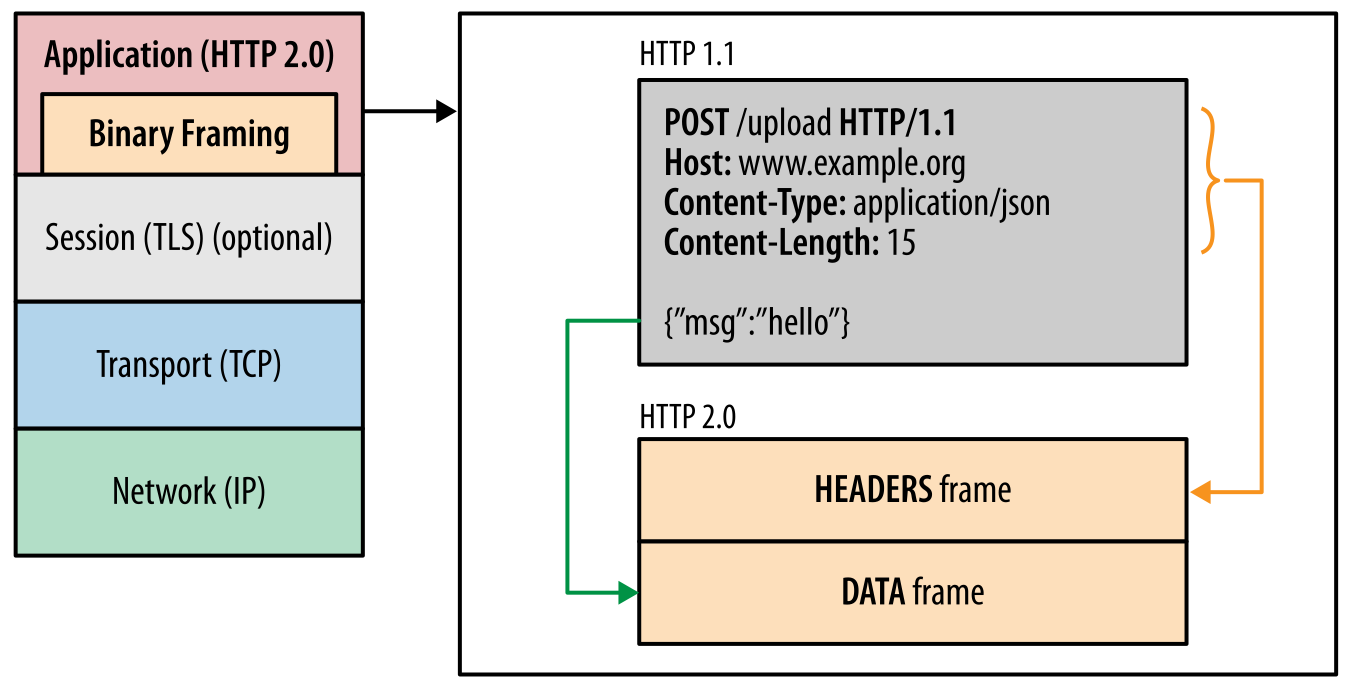 Application (HTTP 2.0)
Binary Framing
Session (TLS) (optional)
Transport (TCP)
Network (IP)
HTTP 1.1
POST /upload HTTP/1.1
Host: www.example.org
Content-Type: application/json
Content-Length: 15
{”msg”:”hello”}
HTTP 2.0
HEADERS frame
DATA frame